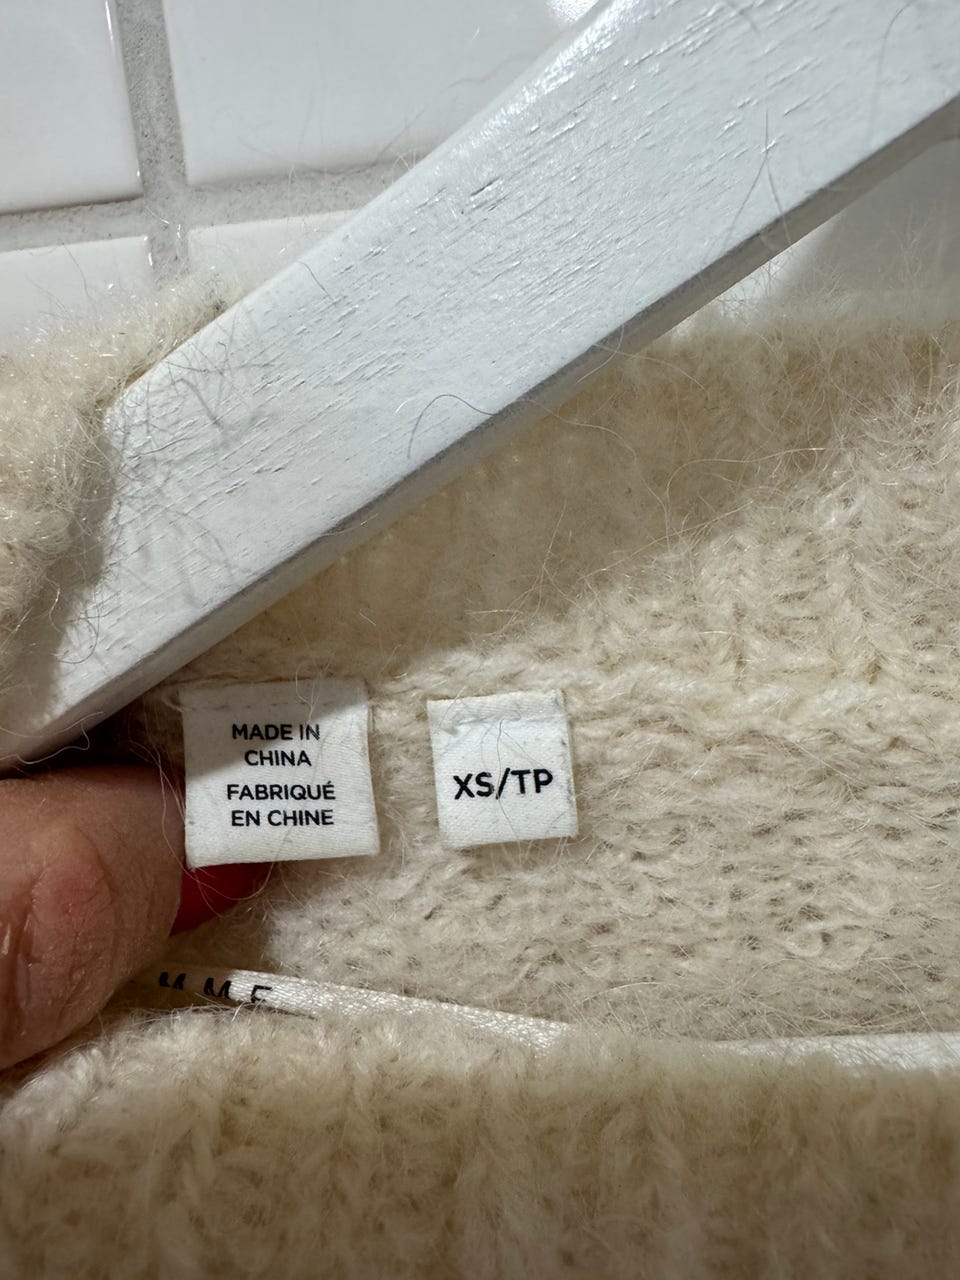 MADE IN
CHINA
FABRIQUÉ
EN CHINE
XS/TP